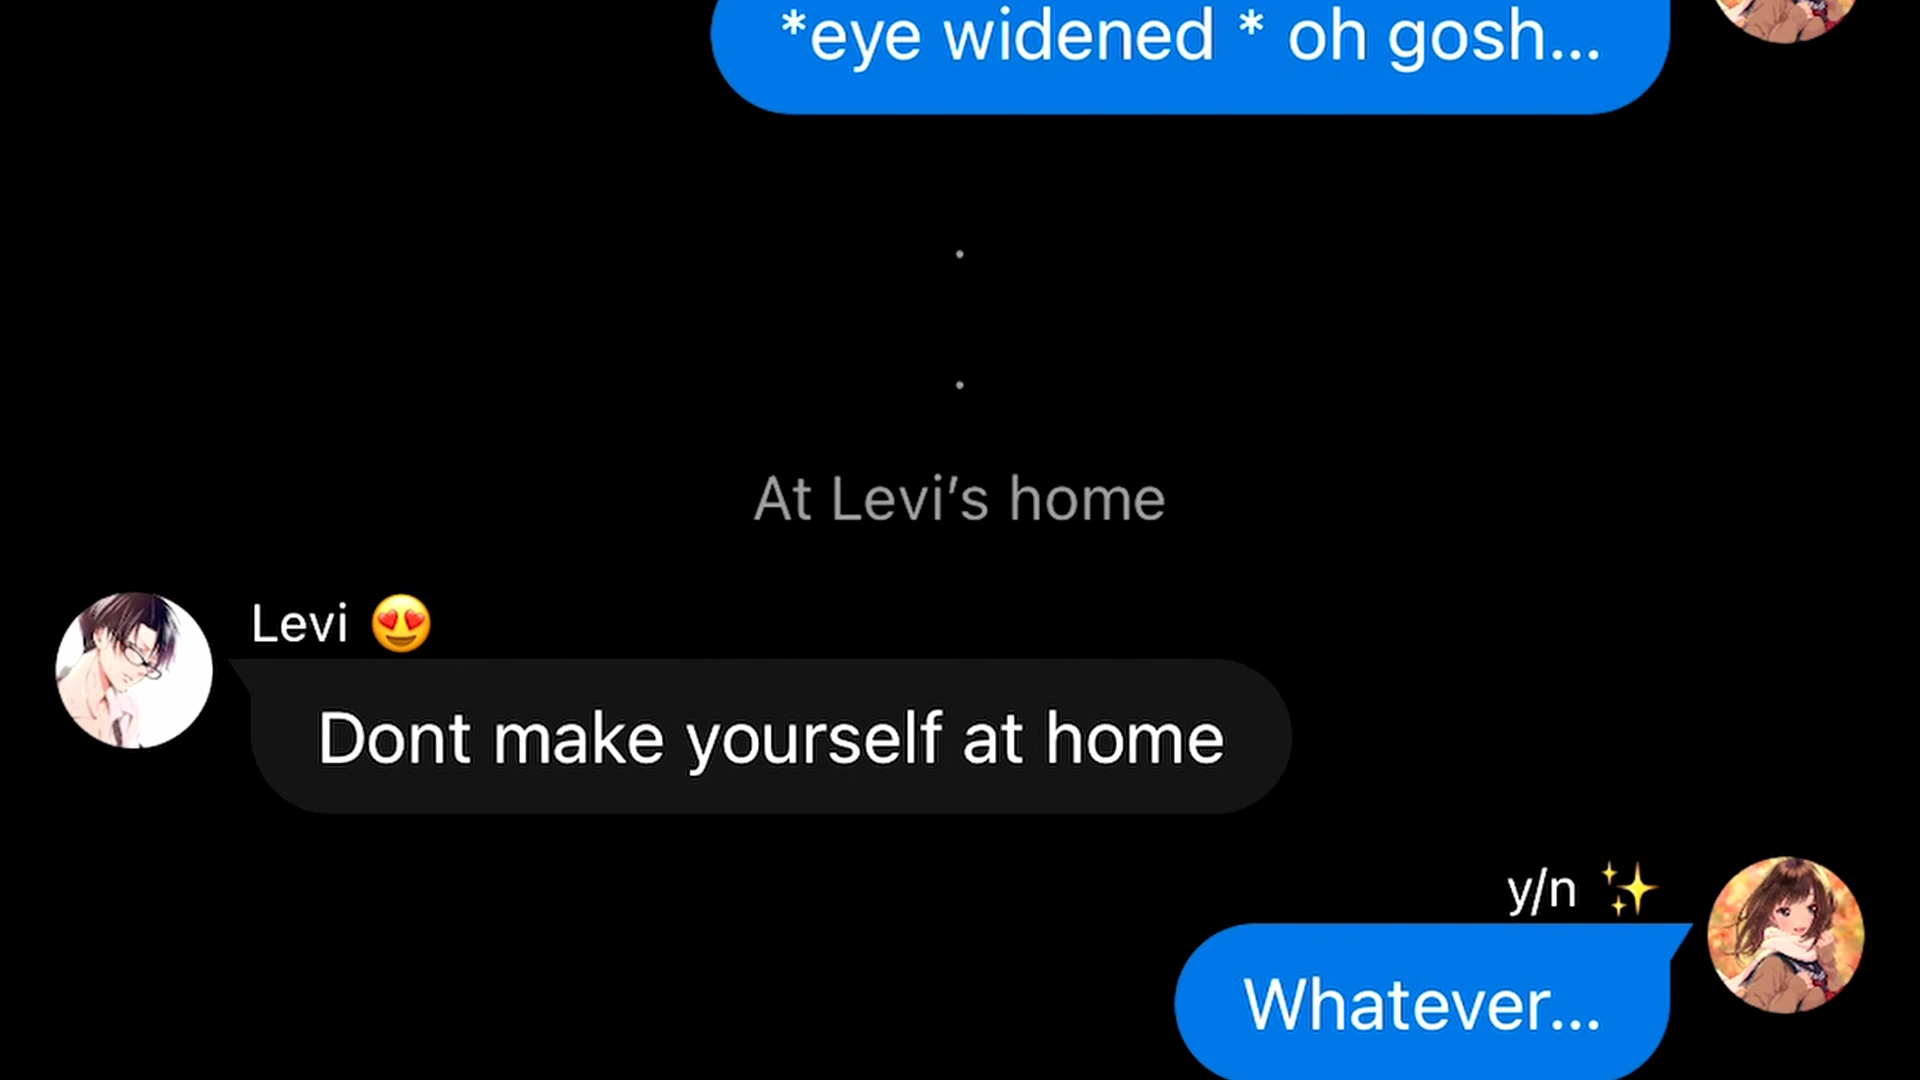 *eye widened * oh gosh...
.
.
At Levi's home
Levi 😍
Dont make yourself at home
y/n ✨
Whatever...